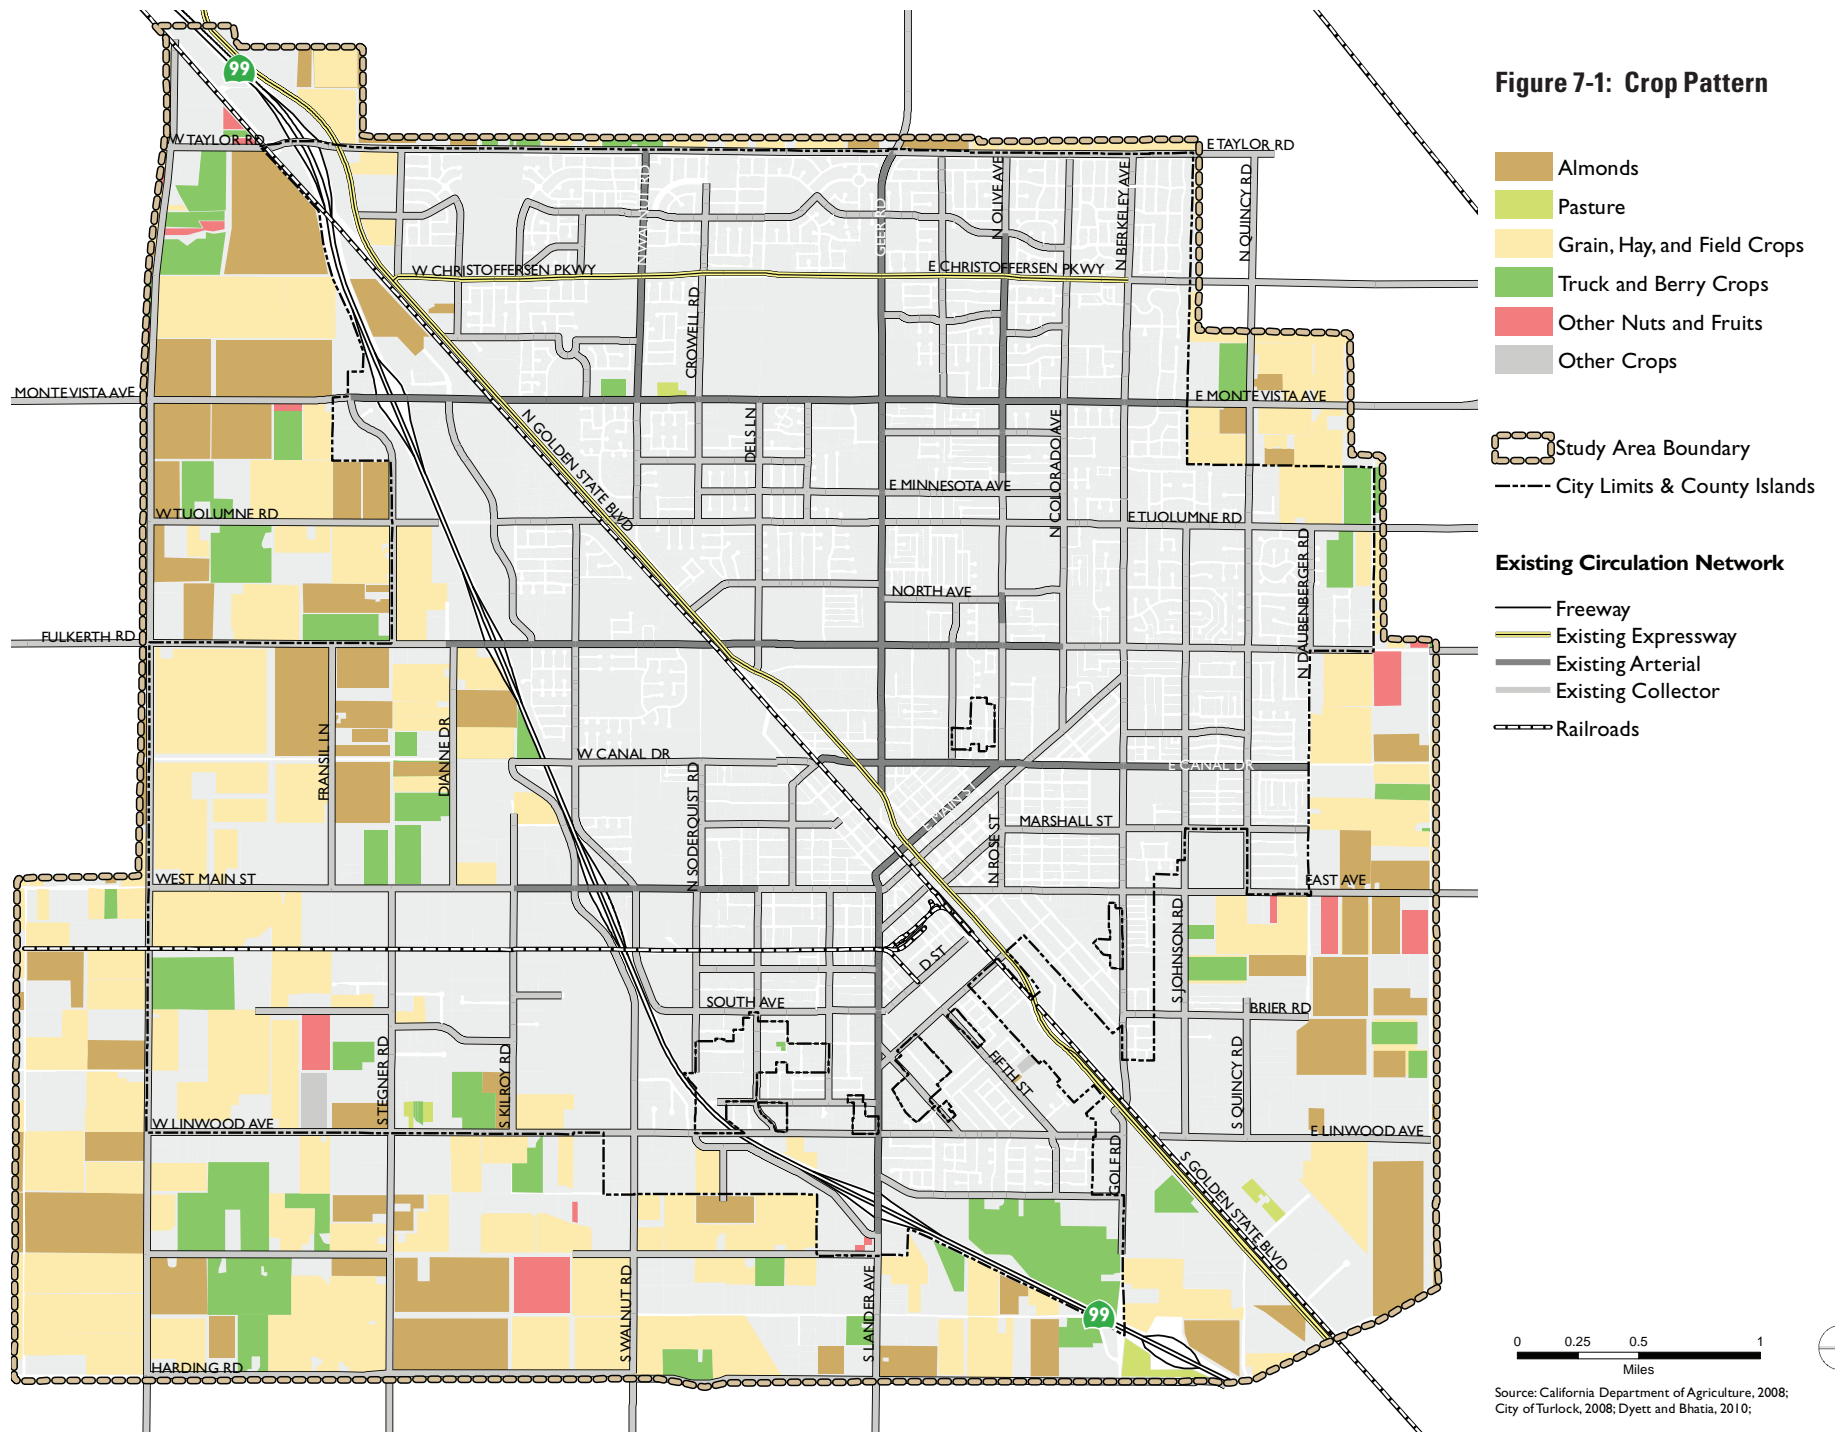 Figure 7-1: Crop Pattern
Almonds
Pasture
Grain, Hay, and Field Crops
Truck and Berry Crops
Other Nuts and Fruits
Other Crops
Study Area Boundary
City Limits & County Islands
Existing Circulation Network
Freeway
Existing Expressway
Existing Arterial
Existing Collector
Railroads
99
W TAYLOR RD
E TAYLOR RD
N WALNUT RD
GEER RD
N OLIVE AVE
N BERKELEY AVE
N QUINCY RD
W CHRISTOFFERSEN PKWY
E CHRISTOFFERSEN PKWY
CROWELL RD
MONTE VISTA AVE
E MONTE VISTA AVE
N GOLDEN STATE BLVD
DELS LN
N COLORADO AVE
E MINNESOTA AVE
W TUOLUMNE RD
E TUOLUMNE RD
N DAUBENBERGER RD
NORTH AVE
FULKERTH RD
FRANSIL LN
DIANNE DR
W CANAL DR
E CANAL DR
N SODERQUIST RD
E MAIN ST
N ROSE ST
MARSHALL ST
WEST MAIN ST
EAST AVE
S JOHNSON RD
D ST
SOUTH AVE
BRIER RD
S TEGNER RD
S KILROY RD
FIFTH ST
S QUINCY RD
W LINWOOD AVE
E LINWOOD AVE
GOLF RD
S GOLDEN STATE BLVD
S WALNUT RD
S LANDER AVE
99
HARDING RD
0 0.25 0.5 1
Miles
Source: California Department of Agriculture, 2008;
City of Turlock, 2008; Dyett and Bhatia, 2010;